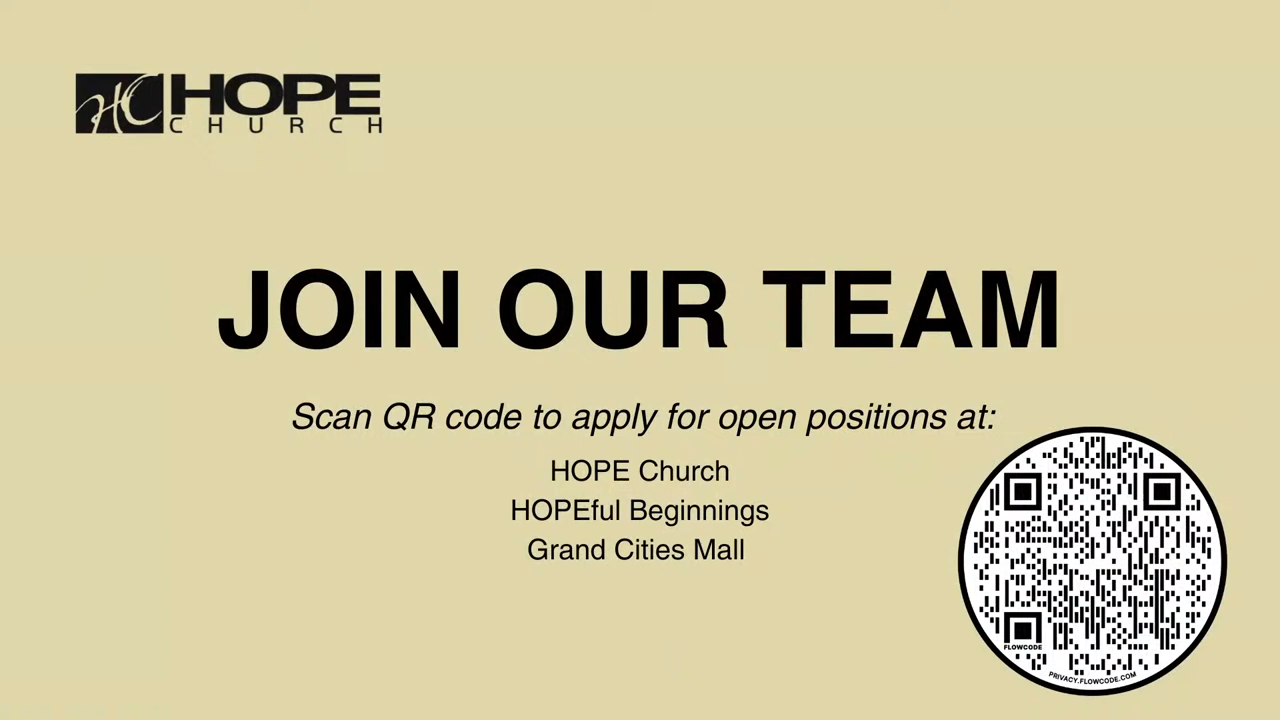 HC HOPE
CHURCH
JOIN OUR TEAM
Scan QR code to apply for open positions at:
HOPE Church
HOPEful Beginnings
Grand Cities Mall
FLOWCODE
PRIVACY.FLOWCODE.COM